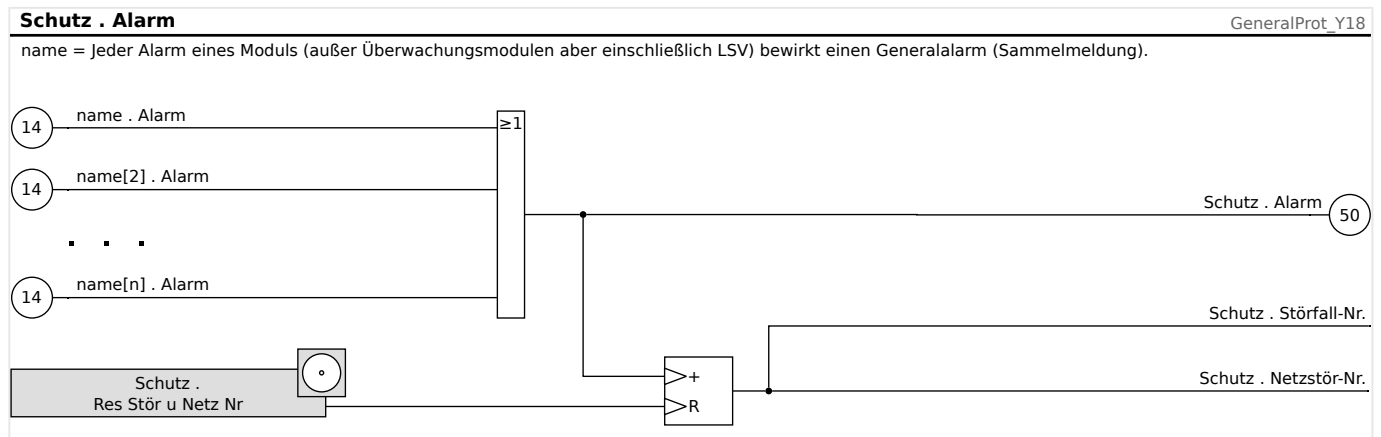 Schutz . Alarm
GeneralProt_Y18
name = Jeder Alarm eines Moduls (außer Überwachungsmodulen aber einschließlich LSV) bewirkt einen Generalalarm (Sammelmeldung).
14
name . Alarm
≥1
14
name[2] . Alarm
Schutz . Alarm
50
. . .
14
name[n] . Alarm
Schutz . Störfall-Nr.
Schutz .
Res Stör u Netz Nr
+
R
Schutz . Netzstör-Nr.